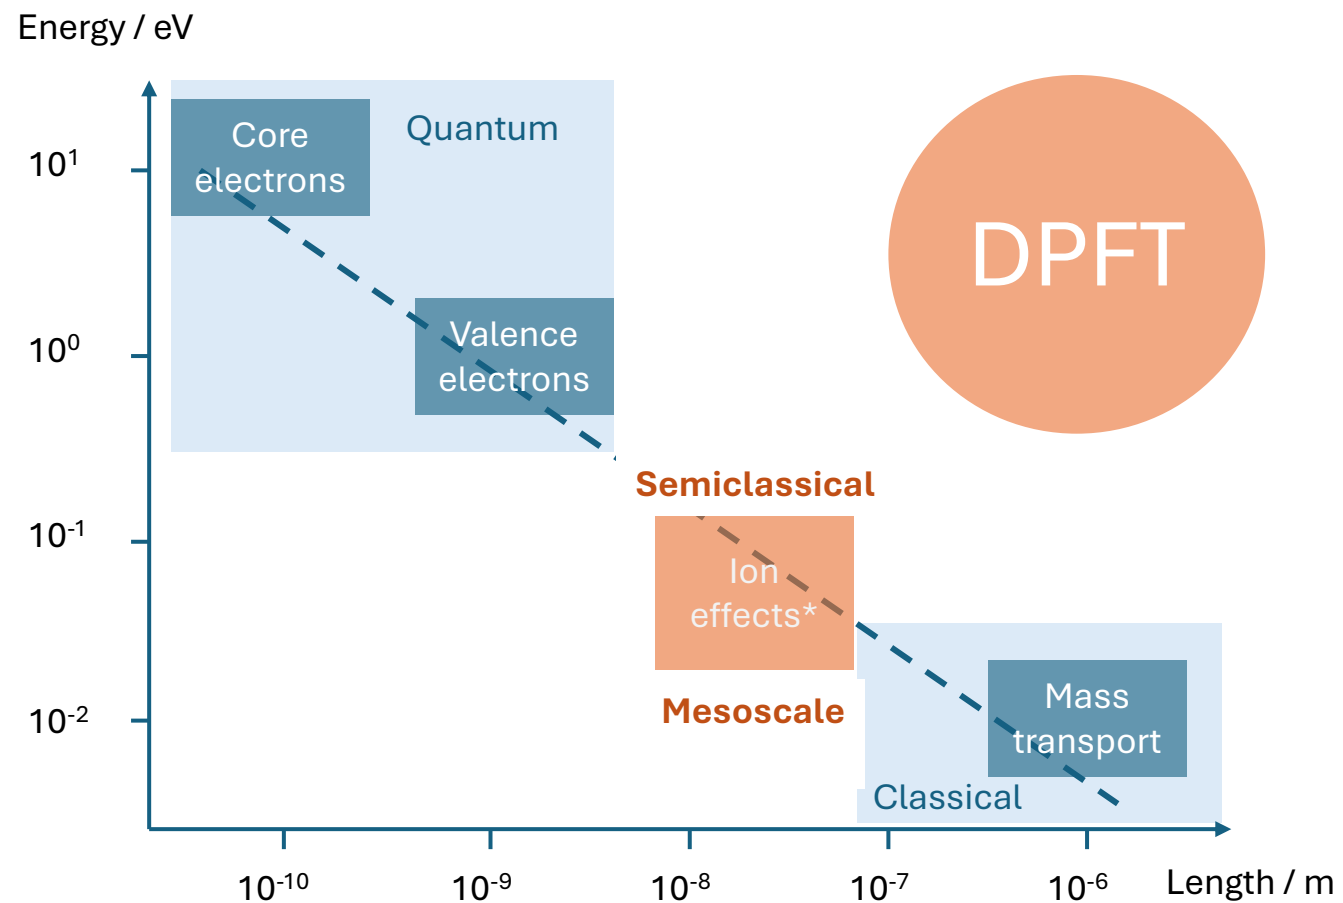 Energy / eV
Core
electrons
Quantum
10¹
DPFT
Valence
electrons
10⁰
Semiclassical
10⁻¹
Ion
effects*
Mesoscale
Mass
transport
10⁻²
Classical
10⁻¹⁰
10⁻⁹
10⁻⁸
10⁻⁷
10⁻⁶
Length / m